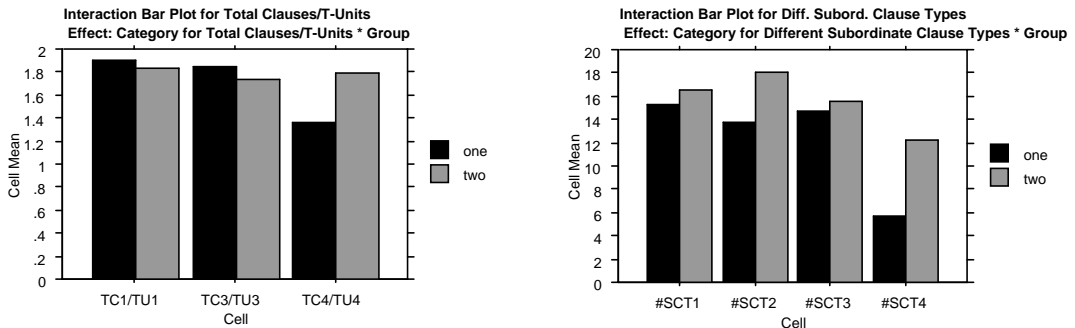 Interaction Bar Plot for Total Clauses/T-Units
Effect: Category for Total Clauses/T-Units * Group
2
1.8
1.6
1.4
1.2
1
.8
.6
.4
.2
0
Cell Mean
TC1/TU1 TC3/TU3 TC4/TU4
Cell
one
two
Interaction Bar Plot for Diff. Subord. Clause Types
Effect: Category for Different Subordinate Clause Types * Group
20
18
16
14
12
10
8
6
4
2
0
Cell Mean
#SCT1 #SCT2 #SCT3 #SCT4
Cell
one
two